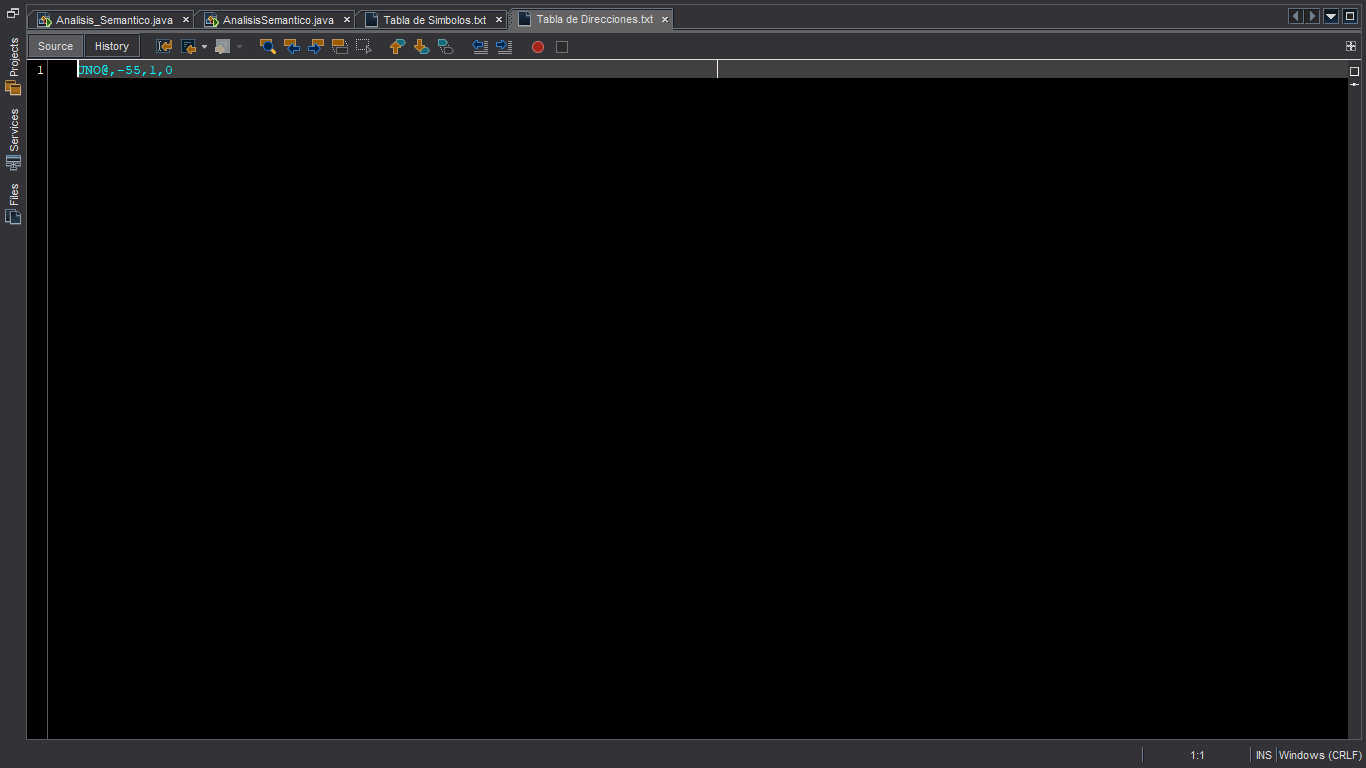 Analisis_Semantico.java
AnalisisSemantico.java
Tabla de Simbolos.txt
Tabla de Direcciones.txt
Source
History
Projects
Services
Files
1
JNO@,-55,1,0
1:1
INS
Windows (CRLF)